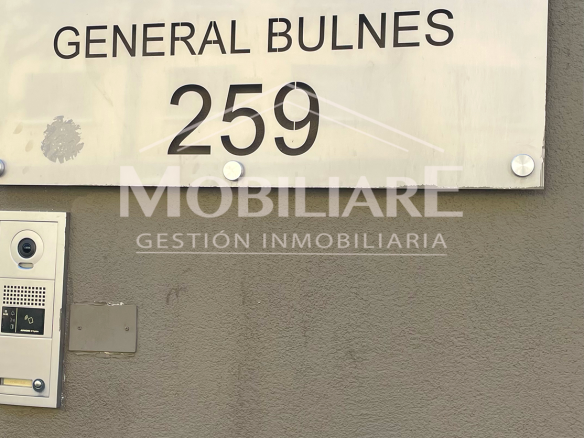 GENERAL BULNES
259
MOBILIARE
GESTIÓN INMOBILIARIA